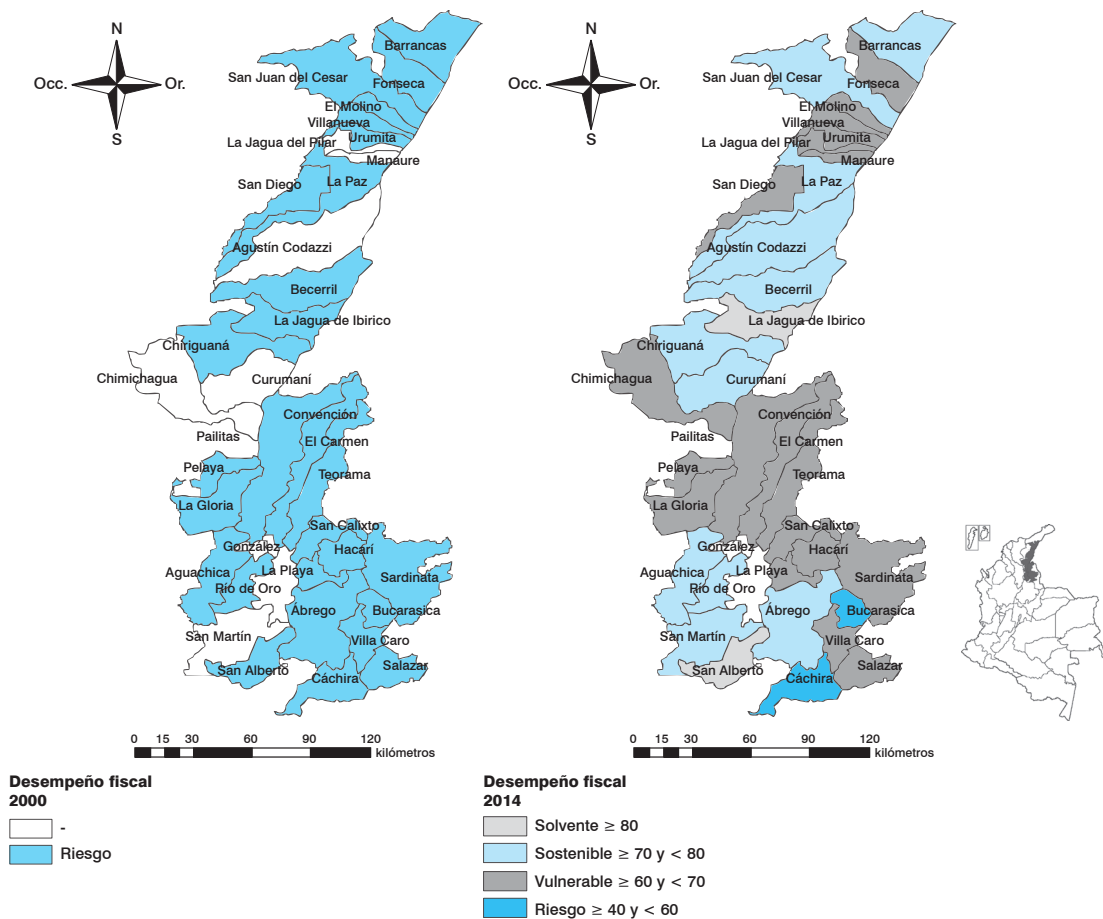 N
Occ.
Or.
S
Barrancas
San Juan del Cesar
Fonseca
El Molino
Villanueva
Urumita
La Jagua del Pilar
Manaure
La Paz
San Diego
Agustín Codazzi
Becerril
La Jagua de Ibirico
Chiriguaná
Chimichagua
Curumaní
Convención
Pailitas
El Carmen
Pelaya
Teorama
La Gloria
San Calixto
González
Hacarí
La Playa
Aguachica
Sardinata
Río de Oro
Ábrego
Bucarasica
San Martín
Villa Caro
San Alberto
Salazar
Cáchira
0 15 30 60 90 120
kilómetros
Desempeño fiscal
2000
-
Riesgo
N
Occ.
Or.
S
Barrancas
San Juan del Cesar
Fonseca
El Molino
Villanueva
Urumita
La Jagua del Pilar
Manaure
La Paz
San Diego
Agustín Codazzi
Becerril
La Jagua de Ibirico
Chiriguaná
Chimichagua
Curumaní
Convención
Pailitas
El Carmen
Pelaya
Teorama
La Gloria
San Calixto
González
Hacarí
La Playa
Aguachica
Sardinata
Río de Oro
Ábrego
Bucarasica
San Martín
Villa Caro
San Alberto
Salazar
Cáchira
0 15 30 60 90 120
kilómetros
Desempeño fiscal
2014
Solvente ≥ 80
Sostenible ≥ 70 y < 80
Vulnerable ≥ 60 y < 70
Riesgo ≥ 40 y < 60